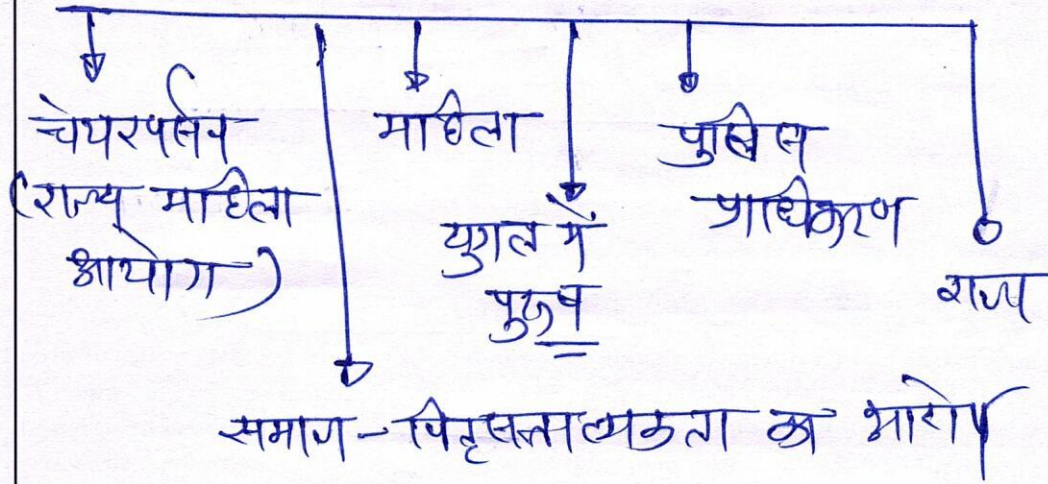 चेयरपर्सन
(राज्य महिला
आयोग)
महिला
युगल में
पुरुष
पुलिस
प्राधिकरण
राज्य
समाज - पितृसत्तात्मकता का आरोप